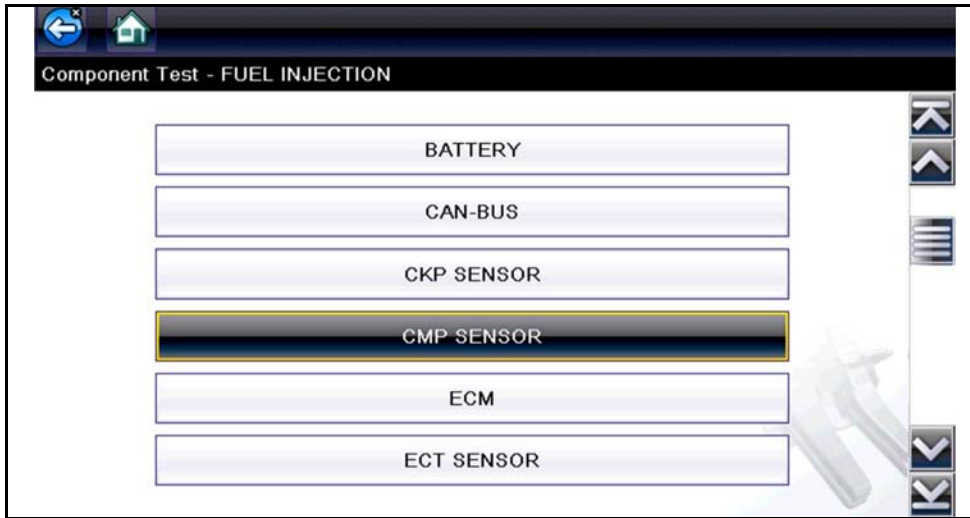 Component Test - FUEL INJECTION
BATTERY
CAN-BUS
CKP SENSOR
CMP SENSOR
ECM
ECT SENSOR